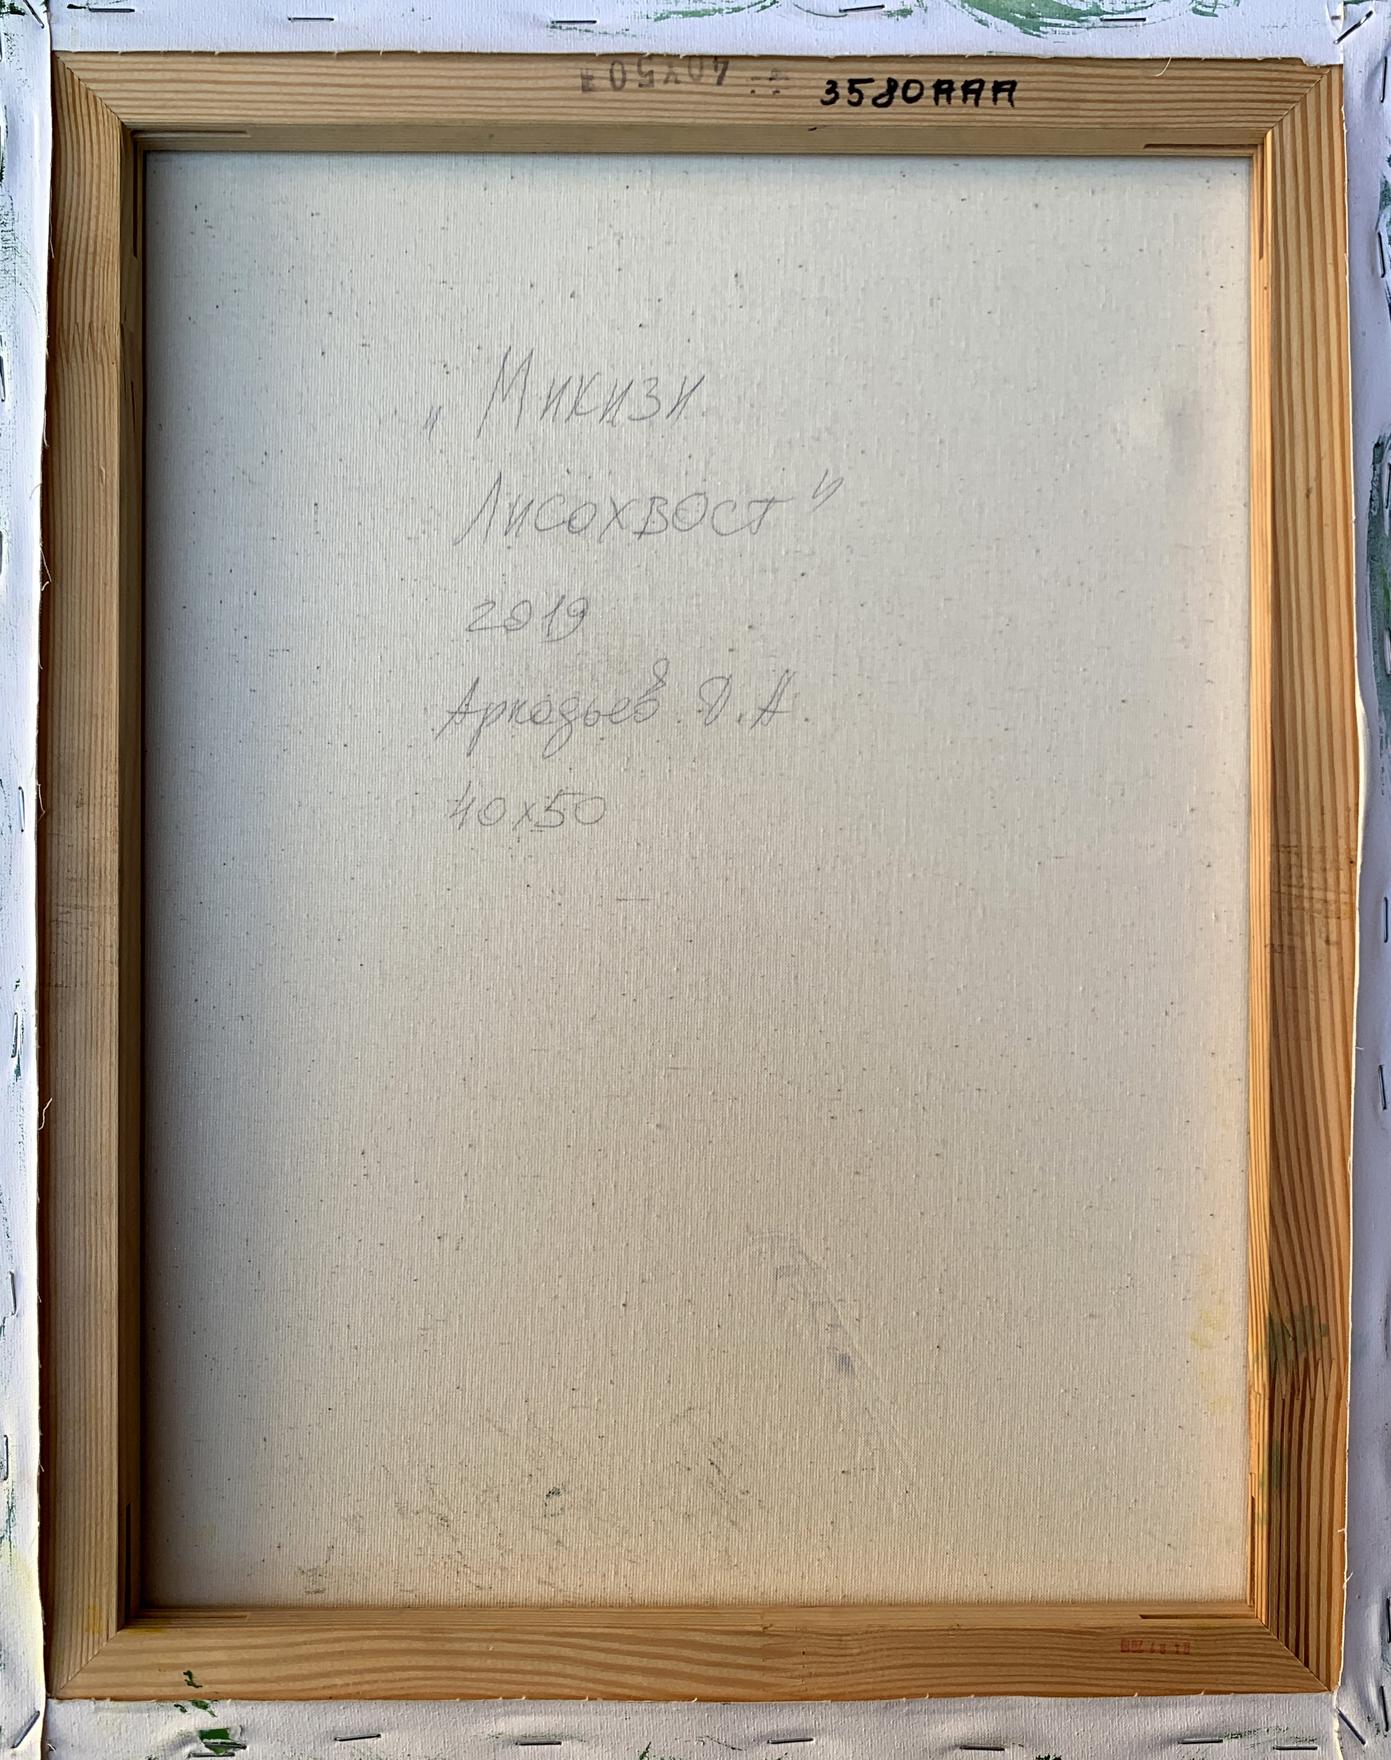 40x50
3580AAA
„Микизи
Лисохвост"
2019
Аркадьев Д.А.
40x50